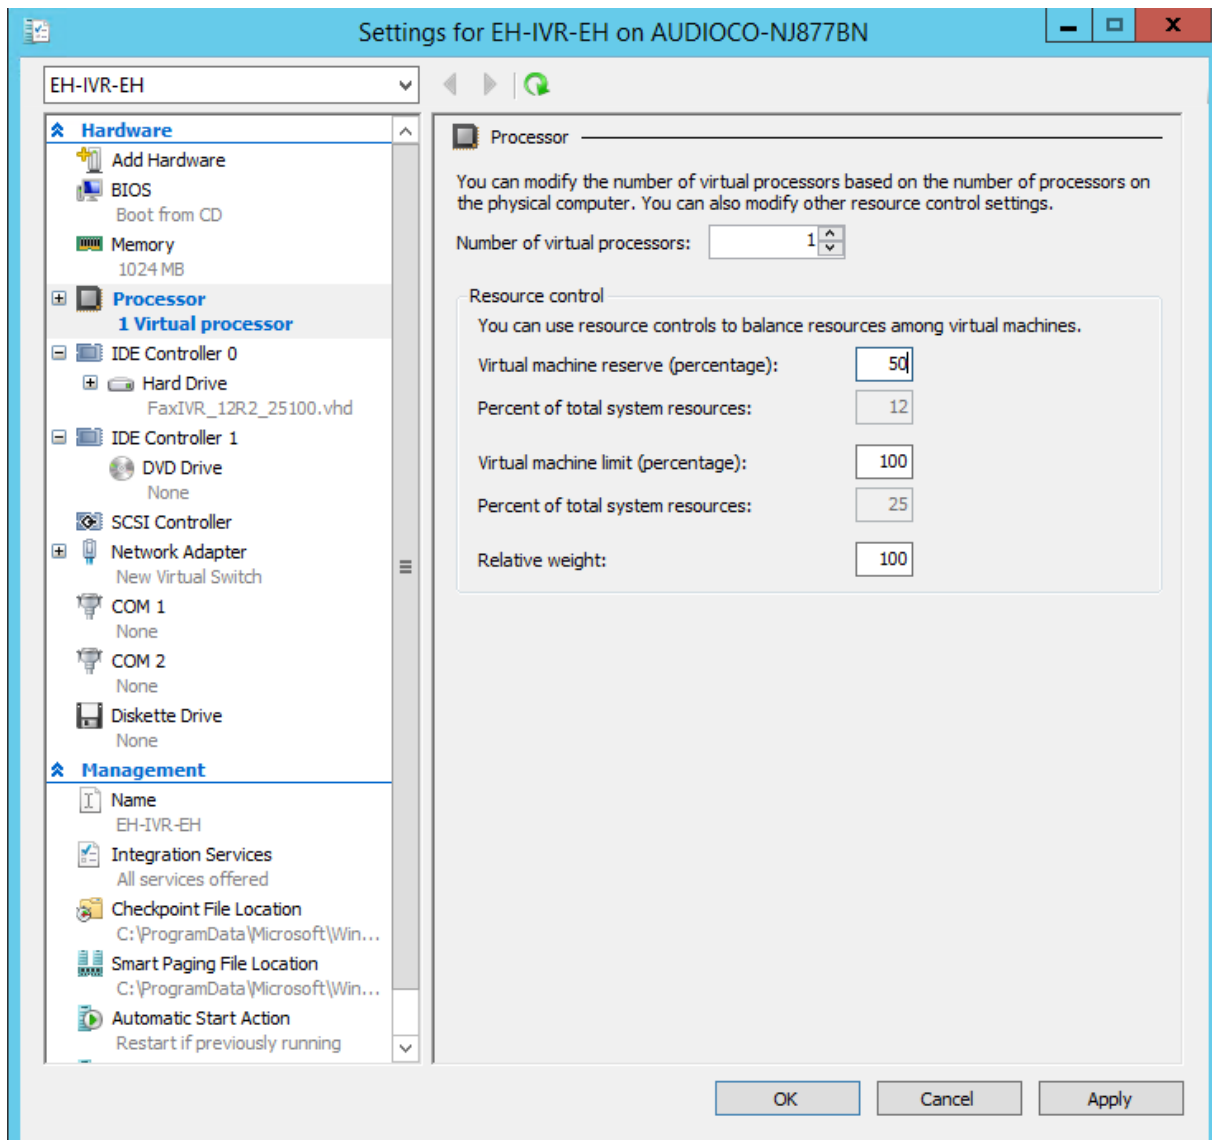 Settings for EH-IVR-EH on AUDIOCO-NJ877BN
EH-IVR-EH
Hardware
Add Hardware
BIOS
Boot from CD
Memory
1024 MB
Processor
1 Virtual processor
IDE Controller 0
Hard Drive
FaxIVR_12R2_25100.vhd
IDE Controller 1
DVD Drive
None
SCSI Controller
Network Adapter
New Virtual Switch
COM 1
None
COM 2
None
Diskette Drive
None
Management
Name
EH-IVR-EH
Integration Services
All services offered
Checkpoint File Location
C:\ProgramData\Microsoft\Win...
Smart Paging File Location
C:\ProgramData\Microsoft\Win...
Automatic Start Action
Restart if previously running
Processor
You can modify the number of virtual processors based on the number of processors on
the physical computer. You can also modify other resource control settings.
Number of virtual processors: 1
Resource control
You can use resource controls to balance resources among virtual machines.
Virtual machine reserve (percentage): 50
Percent of total system resources: 12
Virtual machine limit (percentage): 100
Percent of total system resources: 25
Relative weight: 100
OK Cancel Apply